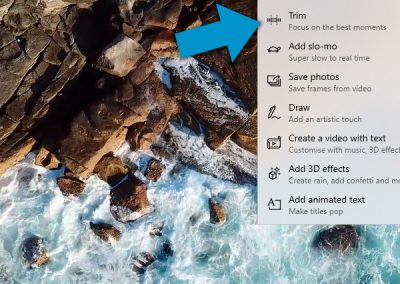 Trim
Focus on the best moments
Add slo-mo
Super slow to real time
Save photos
Save frames from video
Draw
Add an artistic touch
Create a video with text
Customise with music, 3D effect
Add 3D effects
Create rain, add confetti and mo
Add animated text
Make titles pop